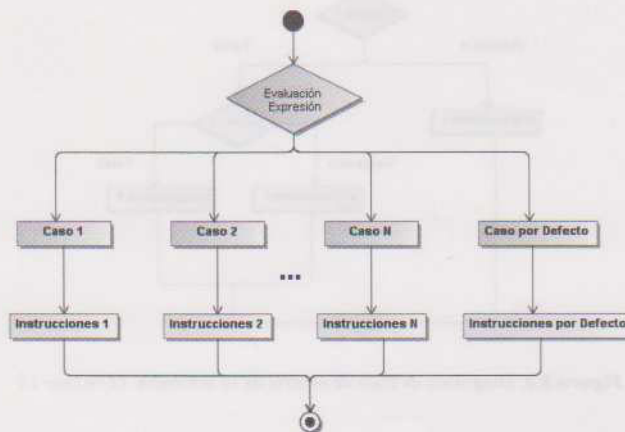 Evaluación
Expresión
Caso 1
Caso 2
Caso N
Caso por Defecto
...
Instrucciones 1
Instrucciones 2
Instrucciones N
Instrucciones por Defecto